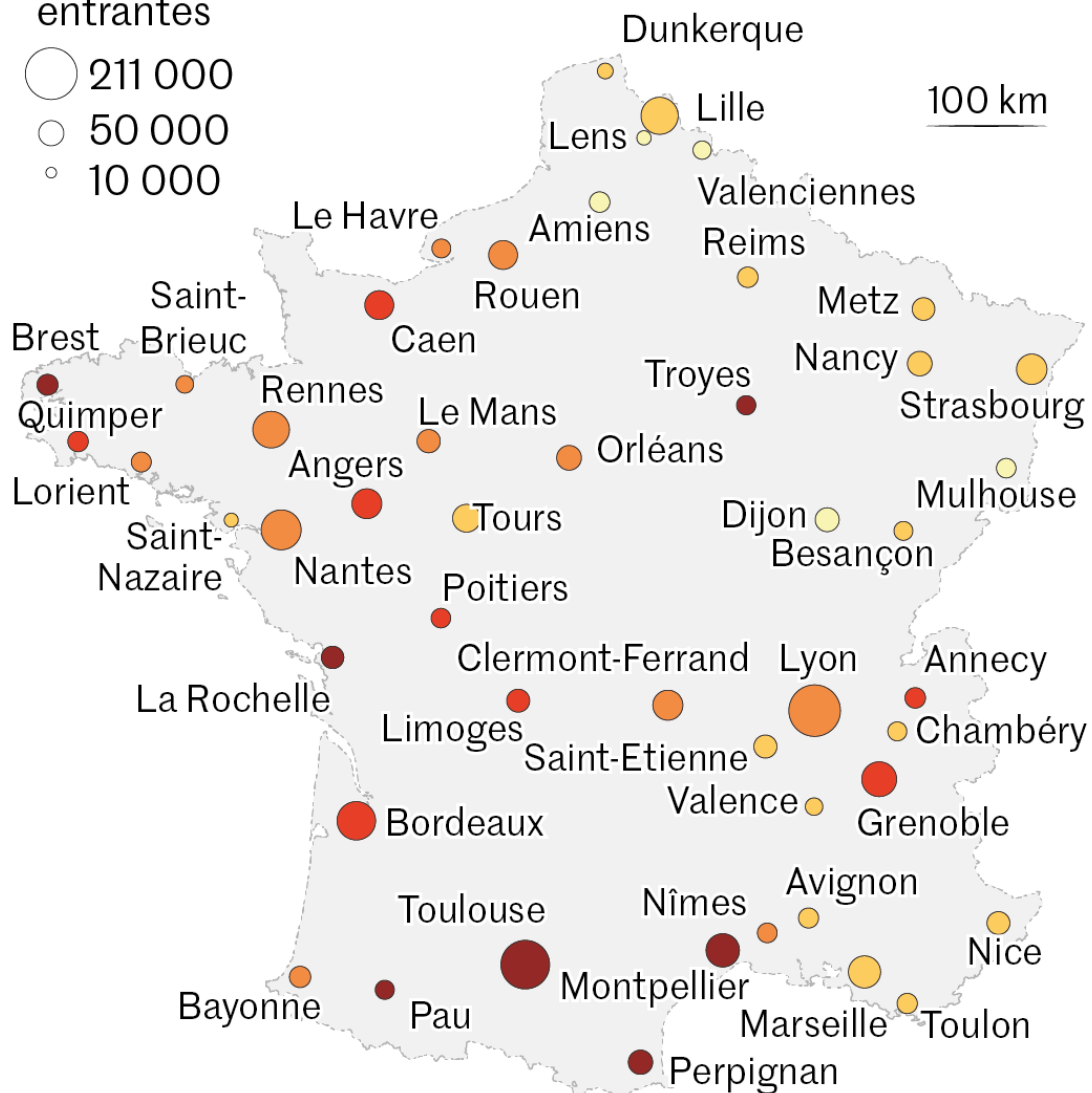 entrantes
211 000
50 000
10 000
100 km
Dunkerque
Lille
Lens
Valenciennes
Le Havre
Amiens
Reims
Rouen
Metz
Saint-
Brieuc
Brest
Caen
Nancy
Troyes
Rennes
Strasbourg
Quimper
Le Mans
Orléans
Angers
Lorient
Mulhouse
Dijon
Tours
Saint-
Nazaire
Besançon
Nantes
Poitiers
Clermont-Ferrand
Lyon
Annecy
La Rochelle
Limoges
Chambéry
Saint-Etienne
Valence
Bordeaux
Grenoble
Avignon
Nîmes
Toulouse
Nice
Montpellier
Bayonne
Pau
Marseille
Toulon
Perpignan